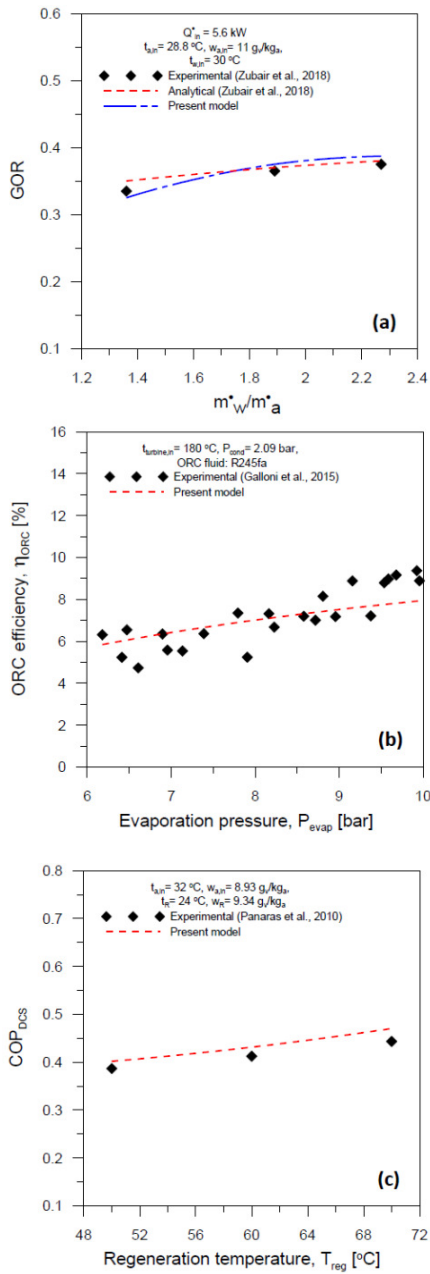 Q•in = 5.6 kW
ta,in = 28.8 ºC, wa,in = 11 gv/kga,
tw,in = 30 ºC
Experimental (Zubair et al., 2018)
Analytical (Zubair et al., 2018)
Present model
0.6
0.5
0.4
0.3
0.2
0.1
GOR
(a)
1.2 1.4 1.6 1.8 2 2.2 2.4
m•W/m•a
tturbine,in= 180 ºC, Pcond = 2.09 bar,
ORC fluid: R245fa
Experimental (Galloni et al., 2015)
Present model
16
14
12
10
8
6
4
2
0
ORC efficiency, ηORC [%]
(b)
6 7 8 9 10
Evaporation pressure, Pevap [bar]
ta,in= 32 ºC, wa,in= 8.93 gv/kga,
tR= 24 ºC, wR= 9.34 gv/kga
Experimental (Panaras et al., 2010)
Present model
0.8
0.7
0.6
0.5
0.4
0.3
0.2
0.1
COPDCS
(c)
48 52 56 60 64 68 72
Regeneration temperature, Treg [ºC]